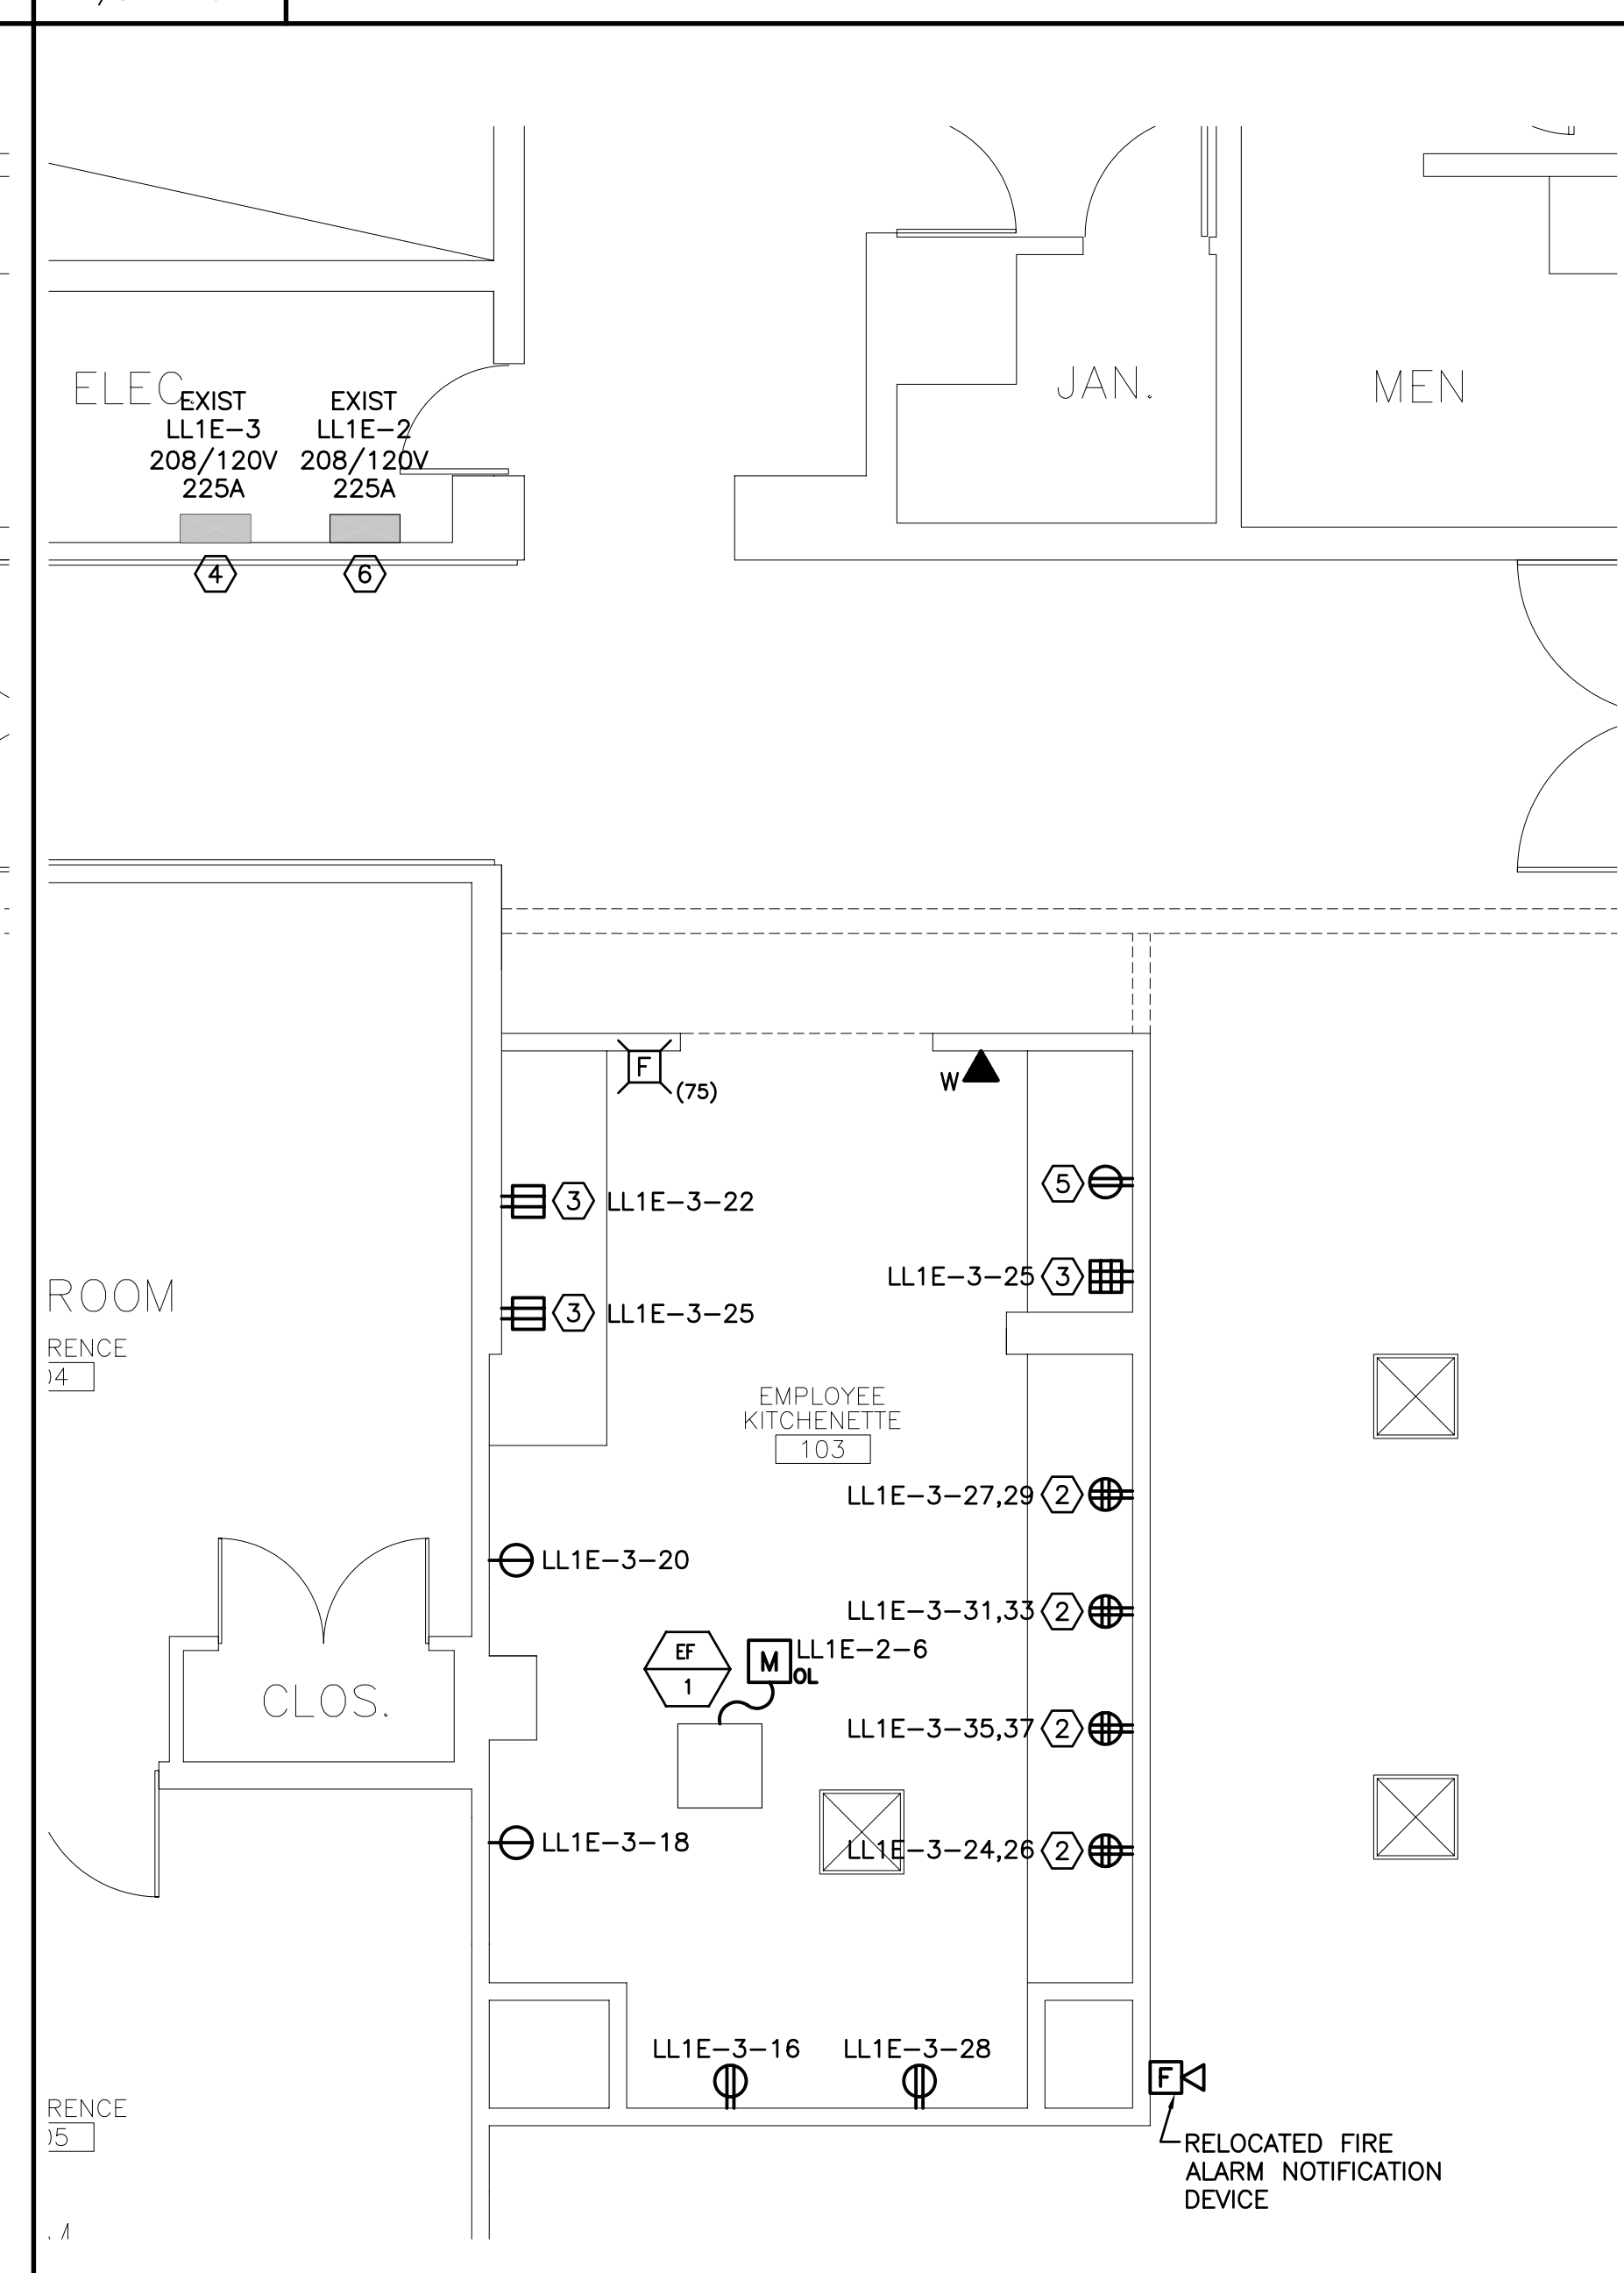 ELEC.
EXIST
LL1E-3
208/120V
225A
EXIST
LL1E-2
208/120V
225A
4
6
JAN.
MEN
F
(75)
W
3 LL1E-3-22
5
LL1E-3-25 3
3 LL1E-3-25
ROOM
RENCE
EMPLOYEE
KITCHENETTE
103
LL1E-3-27,29 2
LL1E-3-20
LL1E-3-31,33 2
EF
1
M
OL
LL1E-2-6
CLOS.
LL1E-3-35,37 2
LL1E-3-18
LL1E-3-24,26 2
LL1E-3-16
LL1E-3-28
F
RENCE
RELOCATED FIRE
ALARM NOTIFICATION
DEVICE